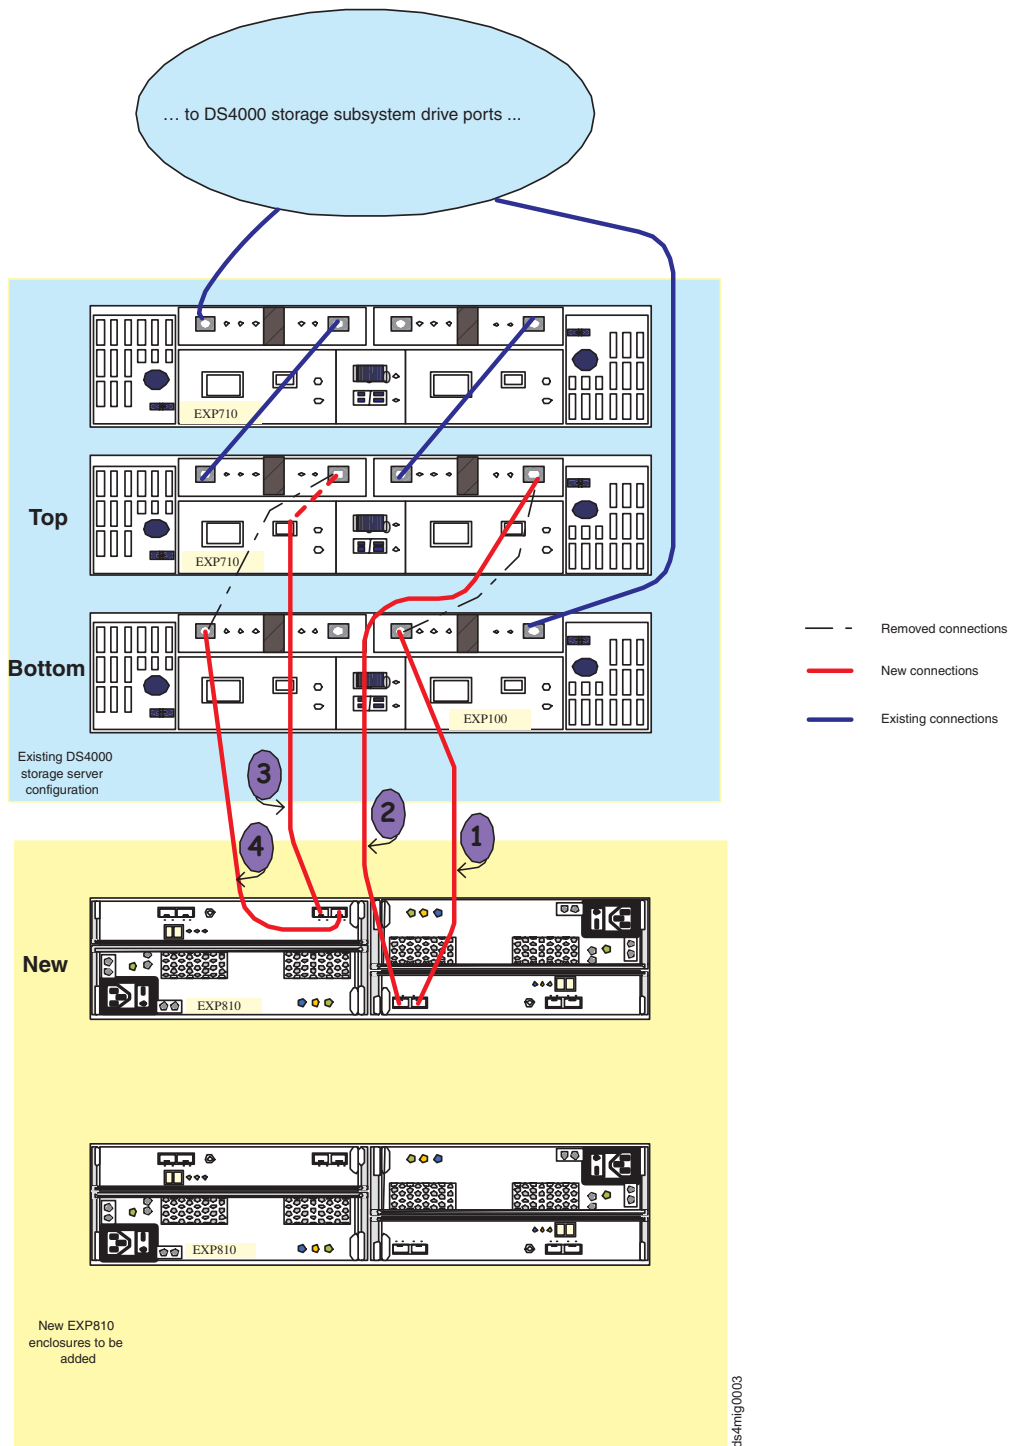 … to DS4000 storage subsystem drive ports ...
EXP710
Top
EXP710
Bottom
EXP100
Removed connections
New connections
Existing connections
Existing DS4000
storage server
configuration
3
2
1
4
New
EXP810
EXP810
New EXP810
enclosures to be
added
ds4mig0003